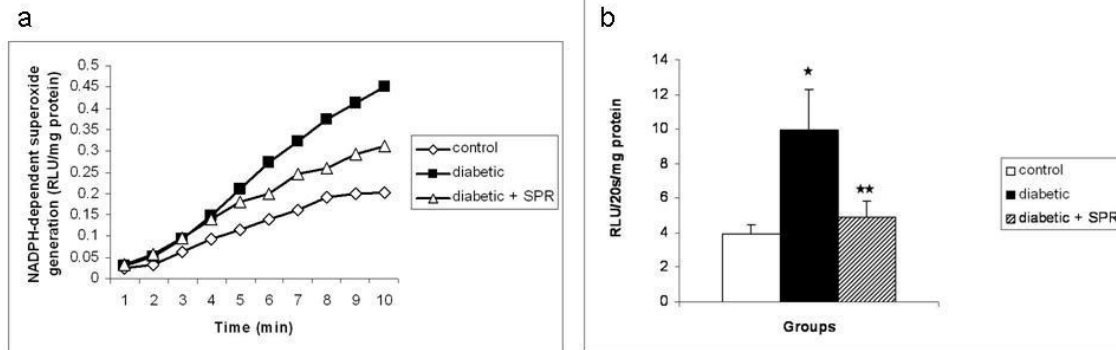 a
NADPH-dependent superoxide
generation (RLU/mg protein)
0.5
0.45
0.4
0.35
0.3
0.25
0.2
0.15
0.1
0.05
0
1 2 3 4 5 6 7 8 9 10
Time (min)
control
diabetic
diabetic + SPR
b
RLU/20s/mg protein
14
12
10
8
6
4
2
0
★
★★
Groups
control
diabetic
diabetic + SPR